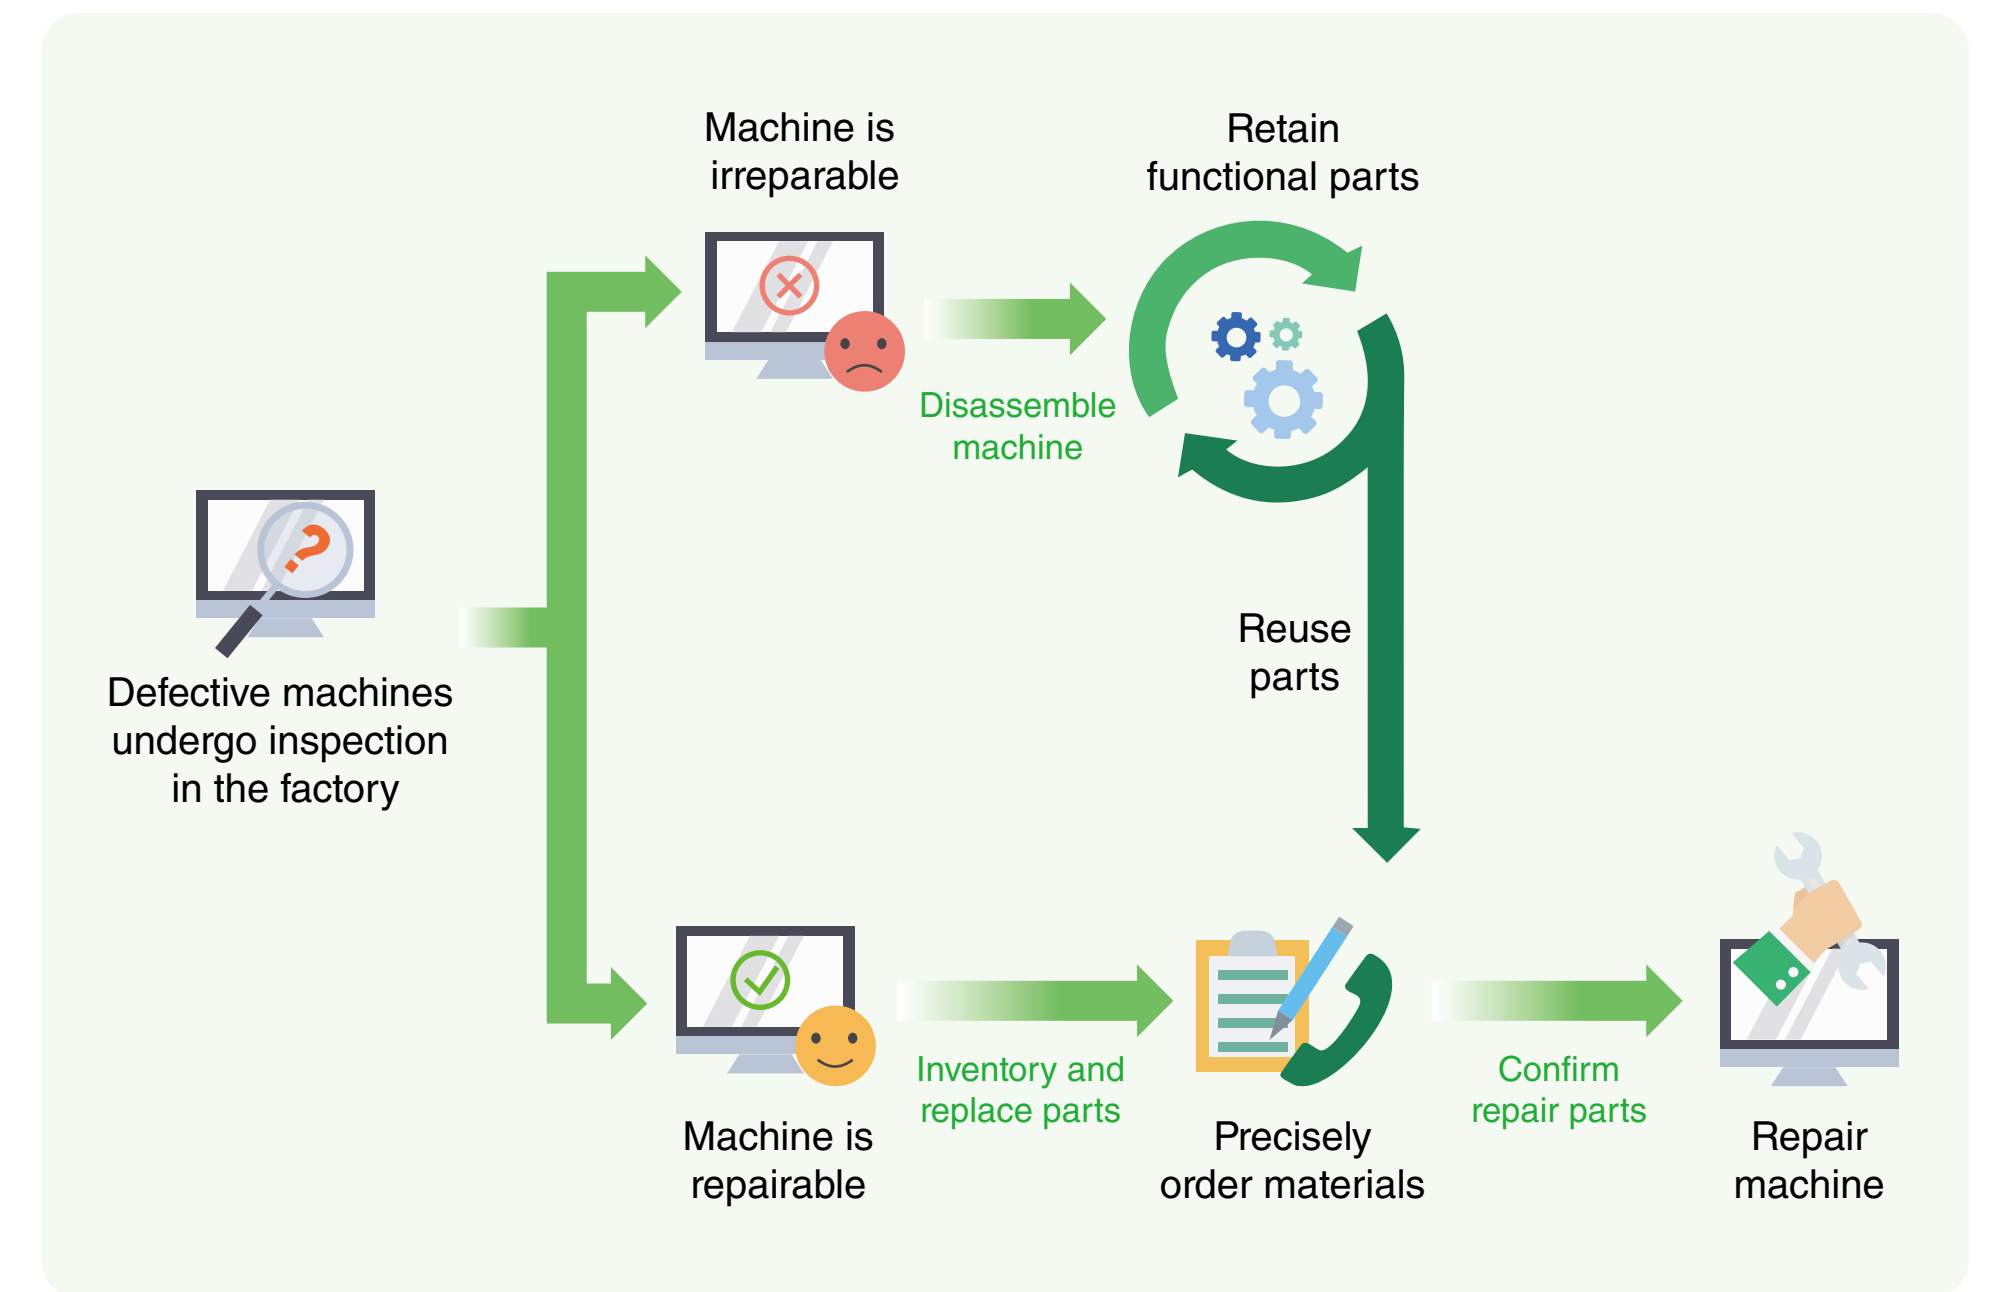 Machine is
irreparable
Retain
functional parts
Disassemble
machine
Defective machines
undergo inspection
in the factory
Reuse
parts
Machine is
repairable
Inventory and
replace parts
Precisely
order materials
Confirm
repair parts
Repair
machine